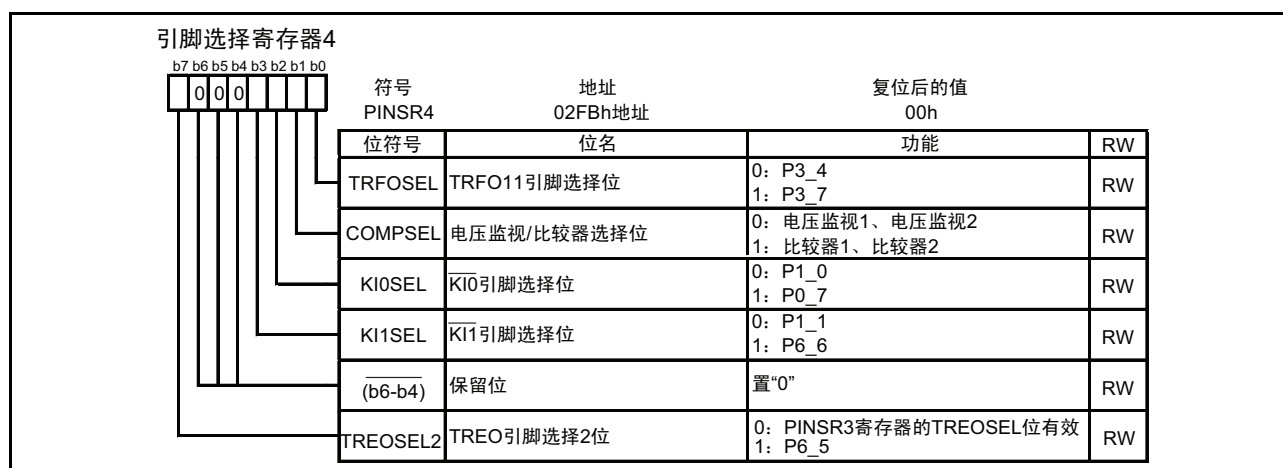 引脚选择寄存器4
b7 b6 b5 b4 b3 b2 b1 b0
0 0 0
符号 地址 复位后的值
PINSR4 02FBh地址 00h
位符号 位名 功能 RW
TRFOSEL TRFO11引脚选择位 0：P3_4 RW
1：P3_7
COMPSEL 电压监视/比较器选择位 0：电压监视1、电压监视2 RW
1：比较器1、比较器2
KI0SEL KI0引脚选择位 0：P1_0 RW
1：P0_7
KI1SEL KI1引脚选择位 0：P1_1 RW
1：P6_6
(b6-b4) 保留位 置“0” RW
TREOSEL2 TREO引脚选择2位 0：PINSR3寄存器的TREOSEL位有效 RW
1：P6_5